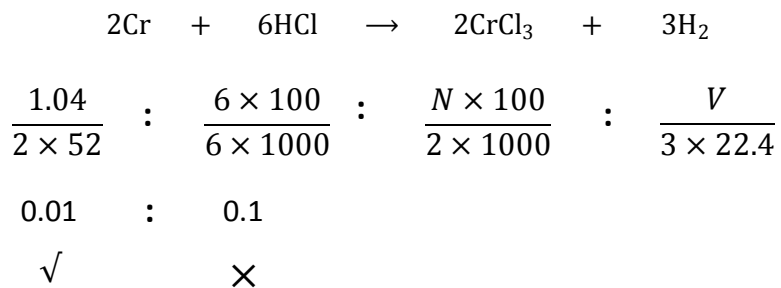 2Cr + 6HCl ⟶ 2CrCl₃ + 3H₂
1.04/(2 × 52) : (6 × 100)/(6 × 1000) : (N × 100)/(2 × 1000) : V/(3 × 22.4)
0.01 : 0.1
√ ×